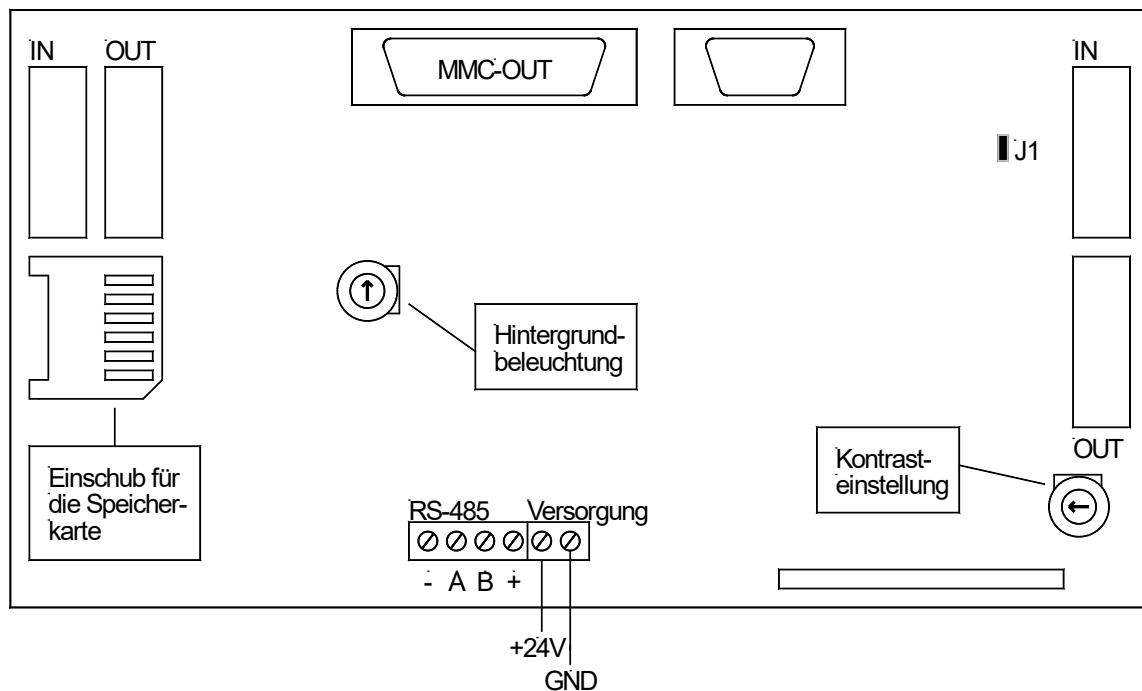 IN
OUT
MMC-OUT
IN
J1
Hintergrund-
beleuchtung
Einschub für
die Speicher-
karte
Kontrast-
einstellung
OUT
RS-485
Versorgung
- A B +
+24V
GND